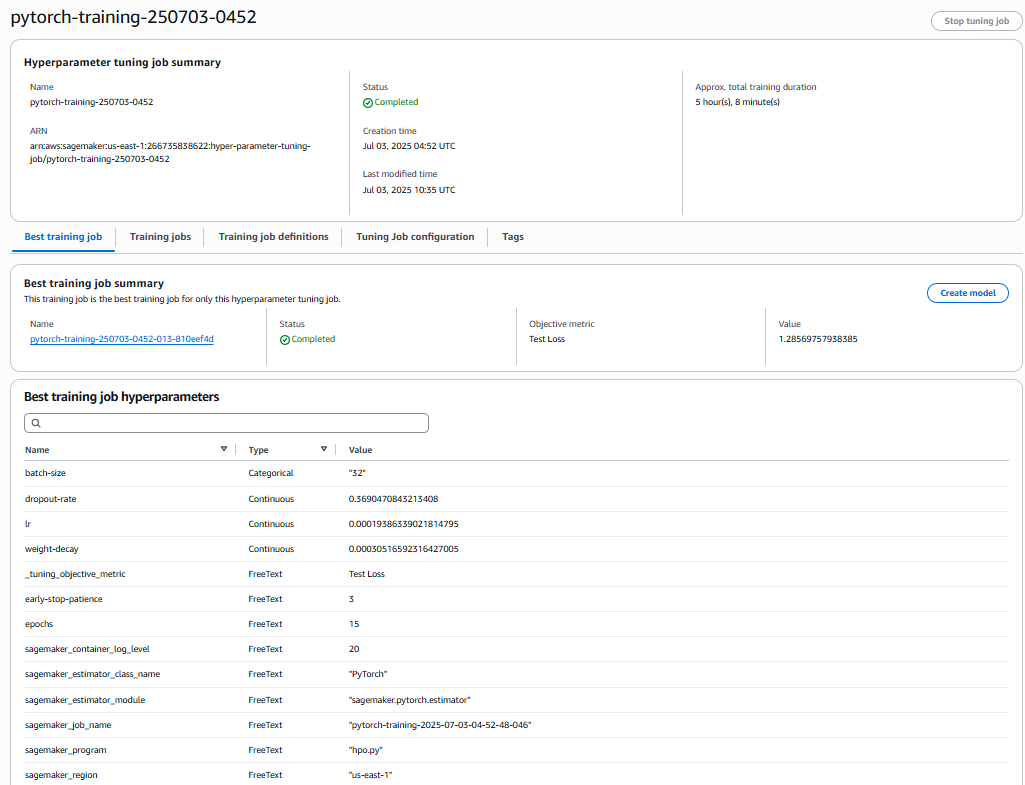 pytorch-training-250703-0452
Stop tuning job
Hyperparameter tuning job summary
Name
pytorch-training-250703-0452
ARN
arn:aws:sagemaker:us-east-1:266735838622:hyper-parameter-tuning-
job/pytorch-training-250703-0452
Status
Completed
Creation time
Jul 03, 2025 04:52 UTC
Last modified time
Jul 03, 2025 10:35 UTC
Approx. total training duration
5 hour(s), 8 minute(s)
Best training job Training jobs Training job definitions Tuning Job configuration Tags
Best training job summary
This training job is the best training job for only this hyperparameter tuning job.
Create model
Name
pytorch-training-250703-0452-013-810eef4d
Status
Completed
Objective metric
Test Loss
Value
1.28569757938385
Best training job hyperparameters
Name Type Value
batch-size Categorical "32"
dropout-rate Continuous 0.3690470843213408
lr Continuous 0.00019386339021814795
weight-decay Continuous 0.00030516592316427005
_tuning_objective_metric FreeText Test Loss
early-stop-patience FreeText 3
epochs FreeText 15
sagemaker_container_log_level FreeText 20
sagemaker_estimator_class_name FreeText "PyTorch"
sagemaker_estimator_module FreeText "sagemaker.pytorch.estimator"
sagemaker_job_name FreeText "pytorch-training-2025-07-03-04-52-48-046"
sagemaker_program FreeText "hpo.py"
sagemaker_region FreeText "us-east-1"